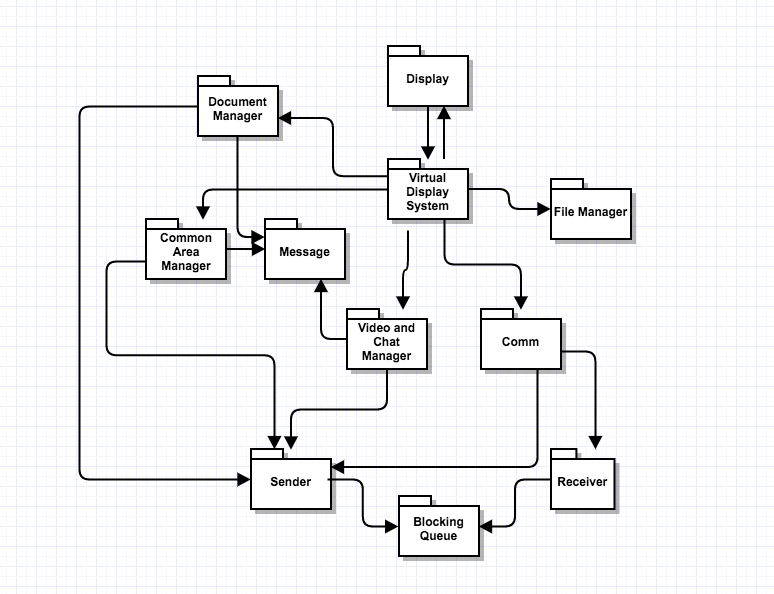 Display
Document
Manager
Virtual
Display
System
File Manager
Common
Area
Manager
Message
Video and
Chat
Manager
Comm
Sender
Receiver
Blocking
Queue